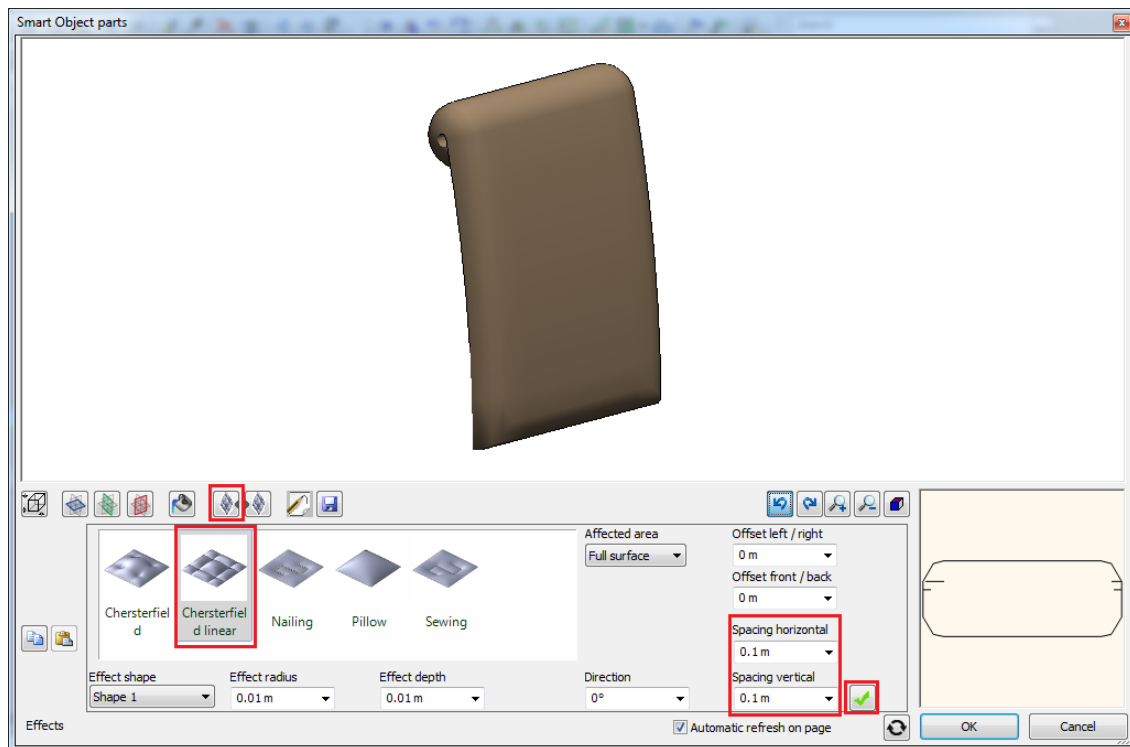 Smart Object parts
Affected area
Full surface
Offset left / right
0 m
Offset front / back
0 m
Chersterfiel
d
Chersterfiel
d linear
Nailing
Pillow
Sewing
Spacing horizontal
0.1 m
Effect shape
Shape 1
Effect radius
0.01 m
Effect depth
0.01 m
Direction
0°
Spacing vertical
0.1 m
Effects
Automatic refresh on page
OK
Cancel